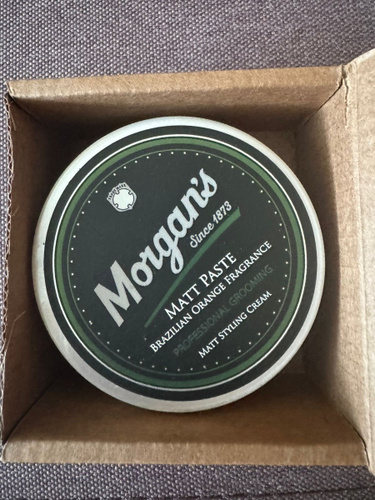 Morgan's
Since 1873
MATT PASTE
BRAZILIAN ORANGE FRAGRANCE
PROFESSIONAL GROOMING
MATT STYLING CREAM